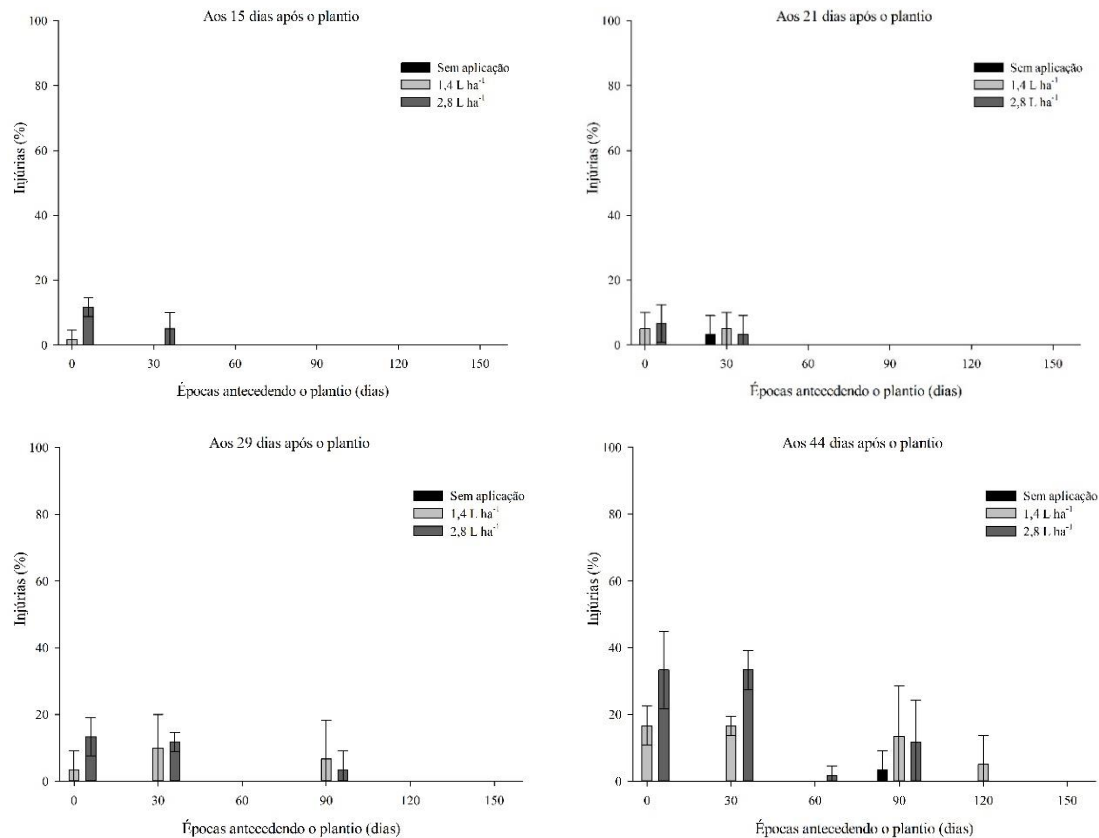 Aos 15 dias após o plantio
100
80
60
40
20
0
Injúrias (%)
Sem aplicação
1,4 L ha⁻¹
2,8 L ha⁻¹
0 30 60 90 120 150
Épocas antecedendo o plantio (dias)
Aos 21 dias após o plantio
100
80
60
40
20
0
Injúrias (%)
Sem aplicação
1,4 L ha⁻¹
2,8 L ha⁻¹
0 30 60 90 120 150
Épocas antecedendo o plantio (dias)
Aos 29 dias após o plantio
100
80
60
40
20
0
Injúrias (%)
Sem aplicação
1,4 L ha⁻¹
2,8 L ha⁻¹
0 30 60 90 120 150
Épocas antecedendo o plantio (dias)
Aos 44 dias após o plantio
100
80
60
40
20
0
Injúrias (%)
Sem aplicação
1,4 L ha⁻¹
2,8 L ha⁻¹
0 30 60 90 120 150
Épocas antecedendo o plantio (dias)